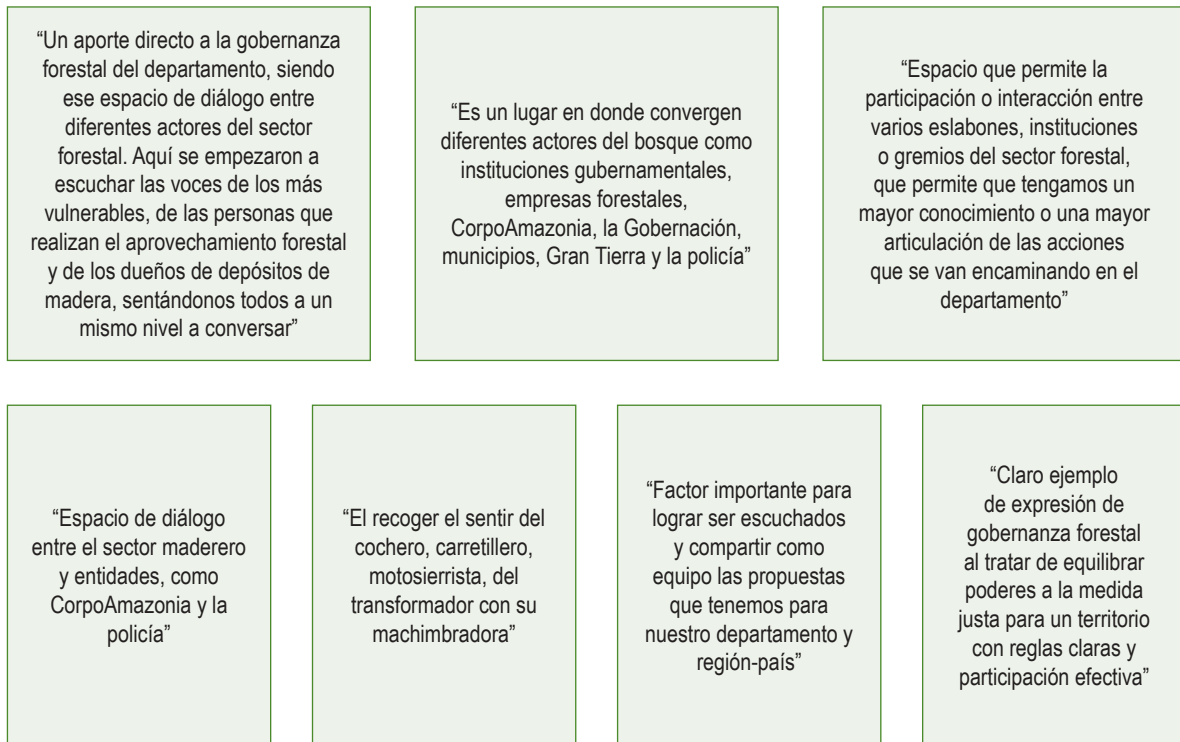 “Un aporte directo a la gobernanza
forestal del departamento, siendo
ese espacio de diálogo entre
diferentes actores del sector
forestal. Aquí se empezaron a
escuchar las voces de los más
vulnerables, de las personas que
realizan el aprovechamiento forestal
y de los dueños de depósitos de
madera, sentándonos todos a un
mismo nivel a conversar”
“Es un lugar en donde convergen
diferentes actores del bosque como
instituciones gubernamentales,
empresas forestales,
CorpoAmazonia, la Gobernación,
municipios, Gran Tierra y la policía”
“Espacio que permite la
participación o interacción entre
varios eslabones, instituciones
o gremios del sector forestal,
que permite que tengamos un
mayor conocimiento o una mayor
articulación de las acciones
que se van encaminando en el
departamento”
“Espacio de diálogo
entre el sector maderero
y entidades, como
CorpoAmazonia y la
policía”
“El recoger el sentir del
cochero, carretillero,
motosierrista, del
transformador con su
machimbradora”
“Factor importante para
lograr ser escuchados
y compartir como
equipo las propuestas
que tenemos para
nuestro departamento y
región-país”
“Claro ejemplo
de expresión de
gobernanza forestal
al tratar de equilibrar
poderes a la medida
justa para un territorio
con reglas claras y
participación efectiva”